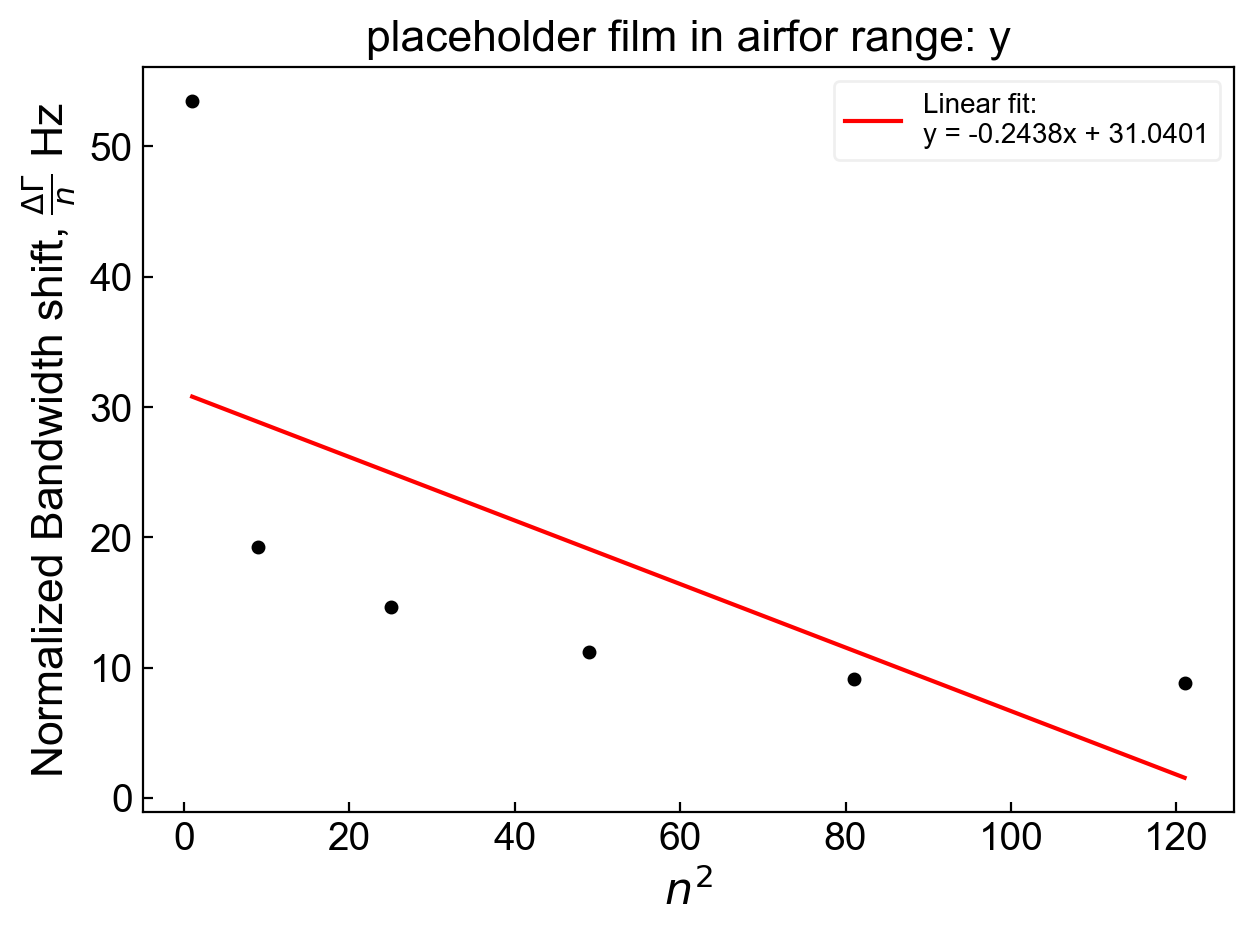 placeholder film in airfor range: y
Linear fit:
y = -0.2438x + 31.0401
Normalized Bandwidth shift, ΔΓ/n Hz
50
40
30
20
10
0
0 20 40 60 80 100 120
n²